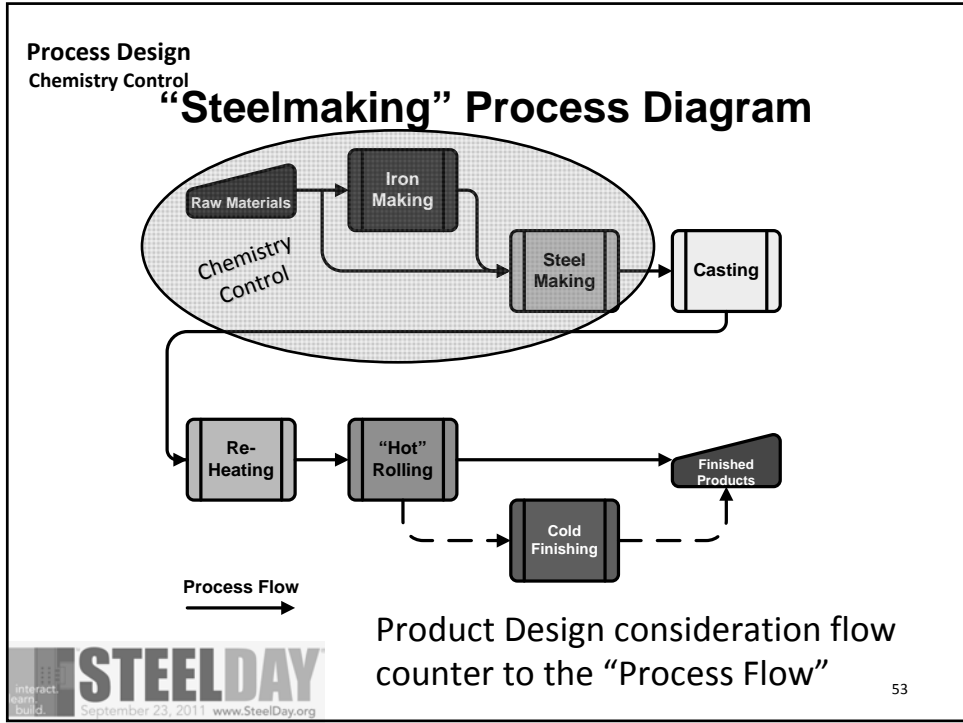 Process Design
Chemistry Control
“Steelmaking” Process Diagram
Raw Materials
Iron
Making
Chemistry
Control
Steel
Making
Casting
Re-
Heating
“Hot”
Rolling
Finished
Products
Cold
Finishing
Process Flow
Product Design consideration flow
counter to the “Process Flow”
53
interact.
learn.
build.
STEELDAY
September 23, 2011 www.SteelDay.org